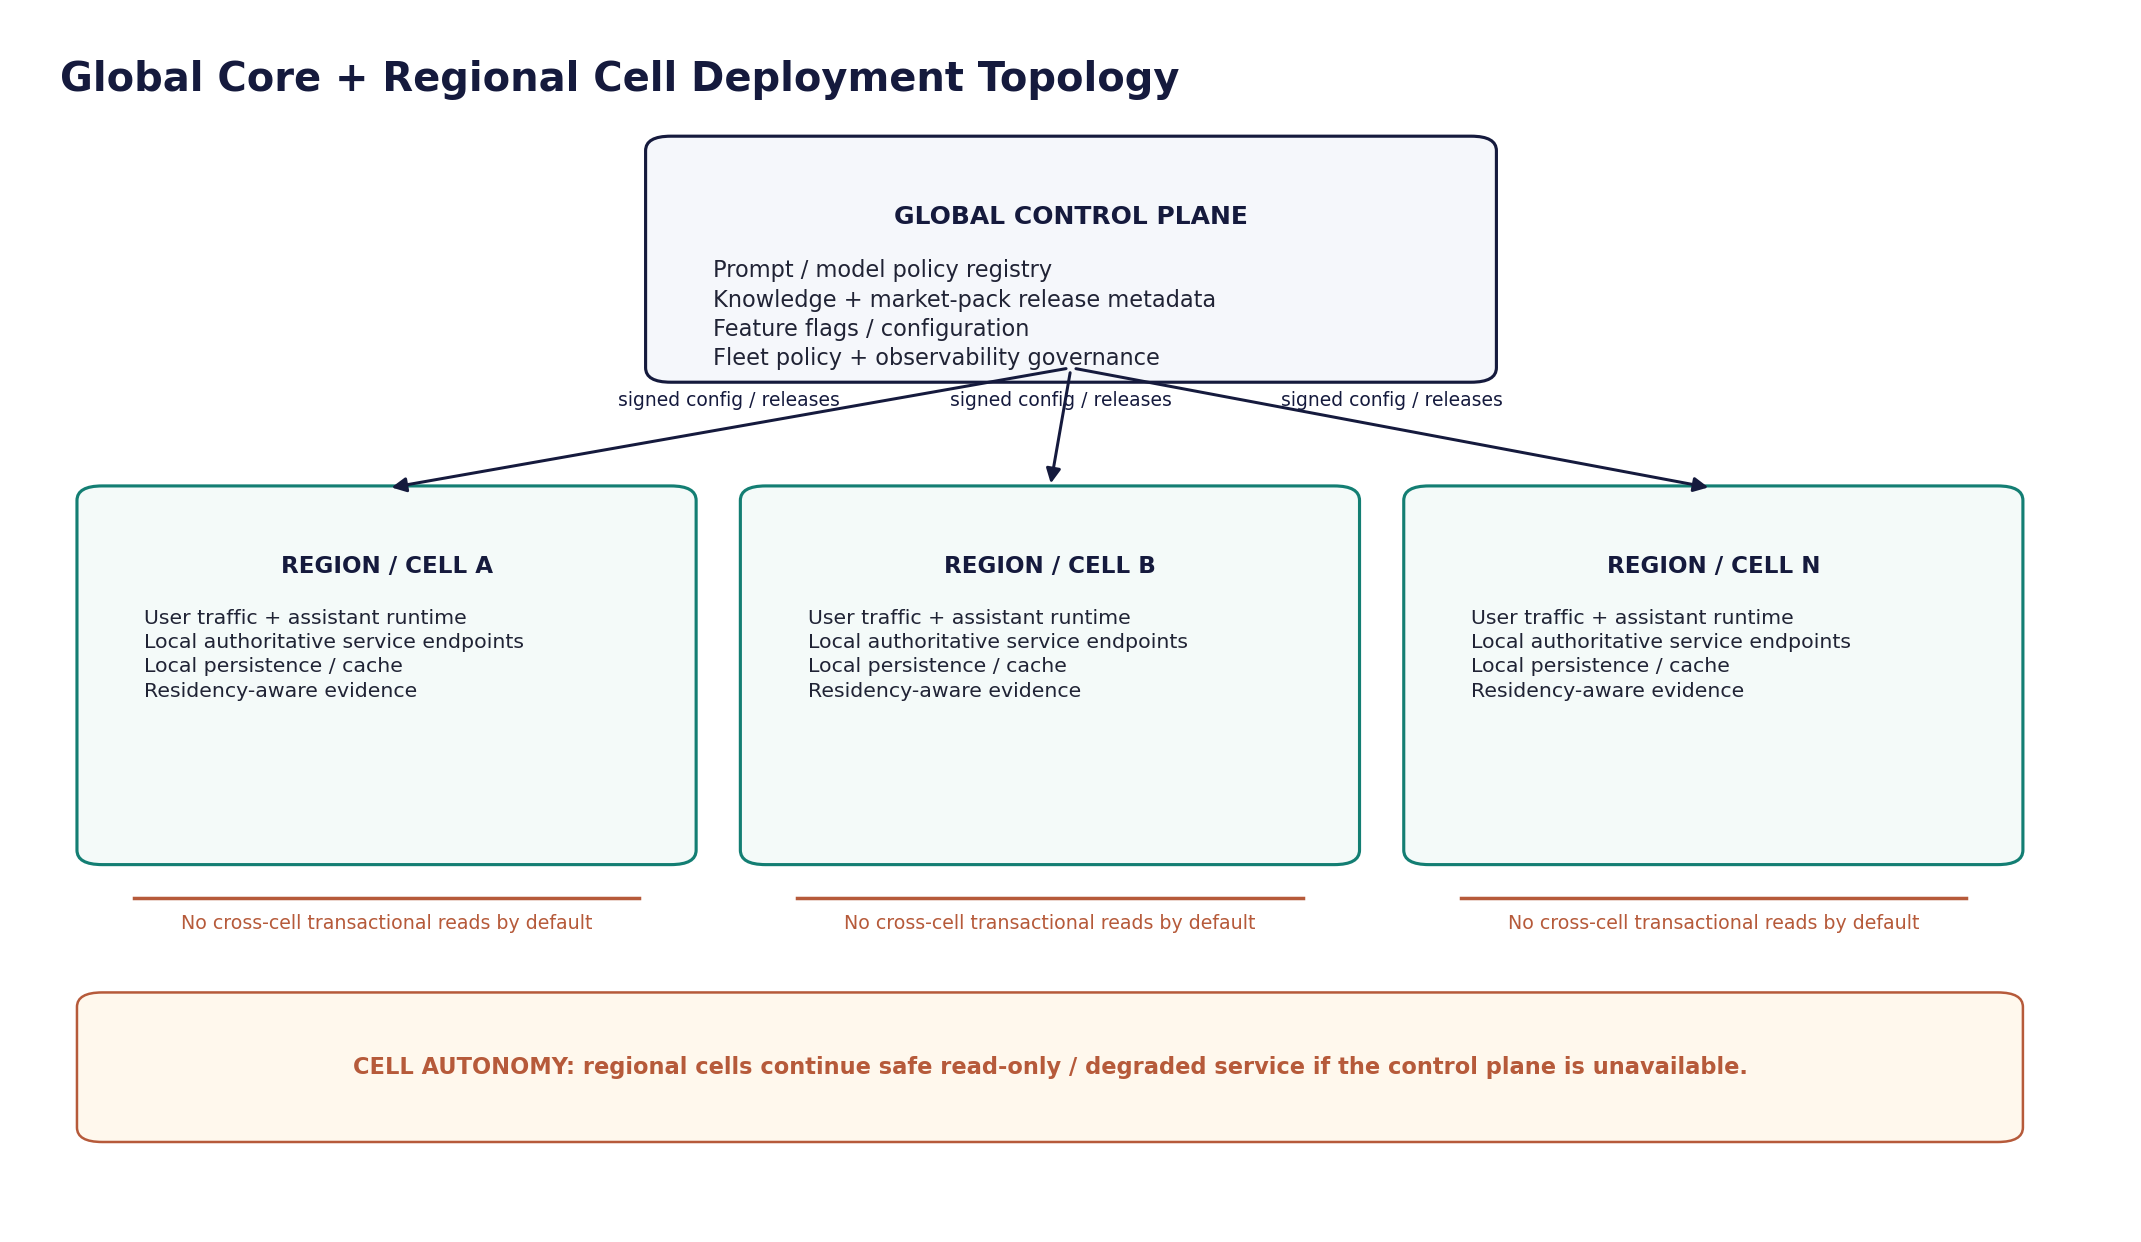 Global Core + Regional Cell Deployment Topology
GLOBAL CONTROL PLANE
Prompt / model policy registry
Knowledge + market-pack release metadata
Feature flags / configuration
Fleet policy + observability governance
signed config / releases
signed config / releases
signed config / releases
REGION / CELL A
User traffic + assistant runtime
Local authoritative service endpoints
Local persistence / cache
Residency-aware evidence
REGION / CELL B
User traffic + assistant runtime
Local authoritative service endpoints
Local persistence / cache
Residency-aware evidence
REGION / CELL N
User traffic + assistant runtime
Local authoritative service endpoints
Local persistence / cache
Residency-aware evidence
No cross-cell transactional reads by default
No cross-cell transactional reads by default
No cross-cell transactional reads by default
CELL AUTONOMY: regional cells continue safe read-only / degraded service if the control plane is unavailable.